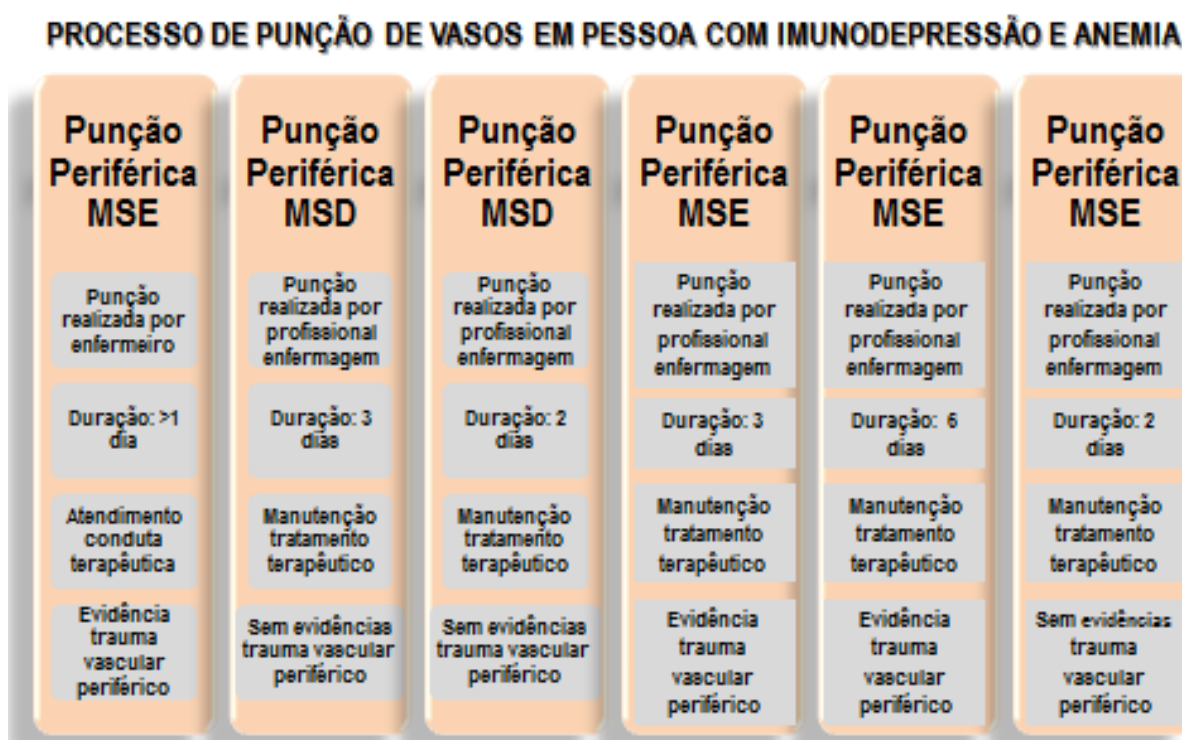 PROCESSO DE PUNÇÃO DE VASOS EM PESSOA COM IMUNODEPRESSÃO E ANEMIA
Punção
Periférica
MSE
Punção
realizada por
enfermeiro
Duração: >1
dia
Atendimento
conduta
terapêutica
Evidência
trauma
vascular
periférico
Punção
Periférica
MSD
Punção
realizada por
profissional
enfermagem
Duração: 3
dias
Manutenção
tratamento
terapêutico
Sem evidências
trauma vascular
periférico
Punção
Periférica
MSD
Punção
realizada por
profissional
enfermagem
Duração: 2
dias
Manutenção
tratamento
terapêutico
Sem evidências
trauma vascular
periférico
Punção
Periférica
MSE
Punção
realizada por
profissional
enfermagem
Duração: 3
dias
Manutenção
tratamento
terapêutico
Evidência
trauma
vascular
periférico
Punção
Periférica
MSE
Punção
realizada por
profissional
enfermagem
Duração: 6
dias
Manutenção
tratamento
terapêutico
Evidência
trauma
vascular
periférico
Punção
Periférica
MSE
Punção
realizada por
profissional
enfermagem
Duração: 2
dias
Manutenção
tratamento
terapêutico
Sem evidências
trauma
vascular
periférico